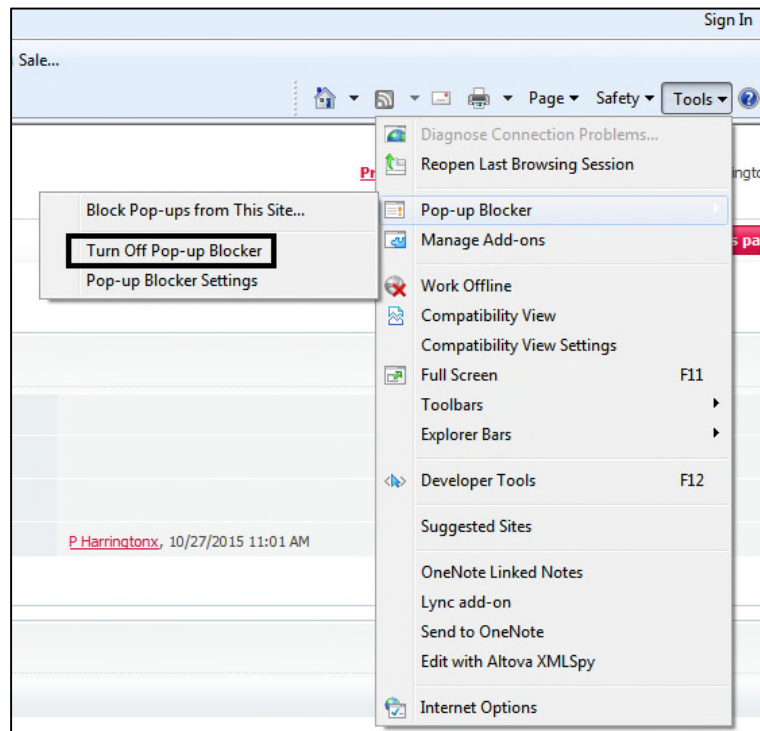 Sign In
Sale...
Page Safety Tools
Diagnose Connection Problems...
Reopen Last Browsing Session
Block Pop-ups from This Site...
Pop-up Blocker
Turn Off Pop-up Blocker
Manage Add-ons
Pop-up Blocker Settings
Work Offline
Compatibility View
Compatibility View Settings
Full Screen F11
Toolbars
Explorer Bars
Developer Tools F12
Suggested Sites
P Harringtonx, 10/27/2015 11:01 AM
OneNote Linked Notes
Lync add-on
Send to OneNote
Edit with Altova XMLSpy
Internet Options